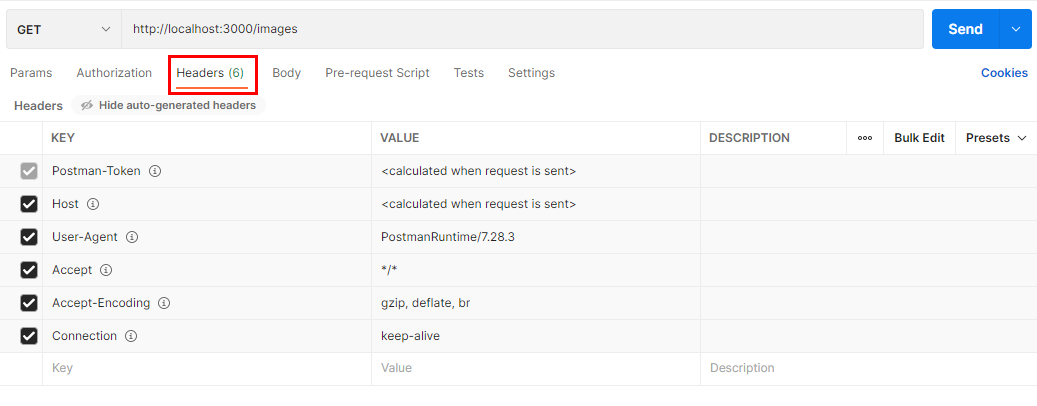 GET http://localhost:3000/images Send
Params Authorization Headers (6) Body Pre-request Script Tests Settings Cookies
Headers Hide auto-generated headers
KEY VALUE DESCRIPTION Bulk Edit Presets
Postman-Token <calculated when request is sent>
Host <calculated when request is sent>
User-Agent PostmanRuntime/7.28.3
Accept */*
Accept-Encoding gzip, deflate, br
Connection keep-alive
Key Value Description